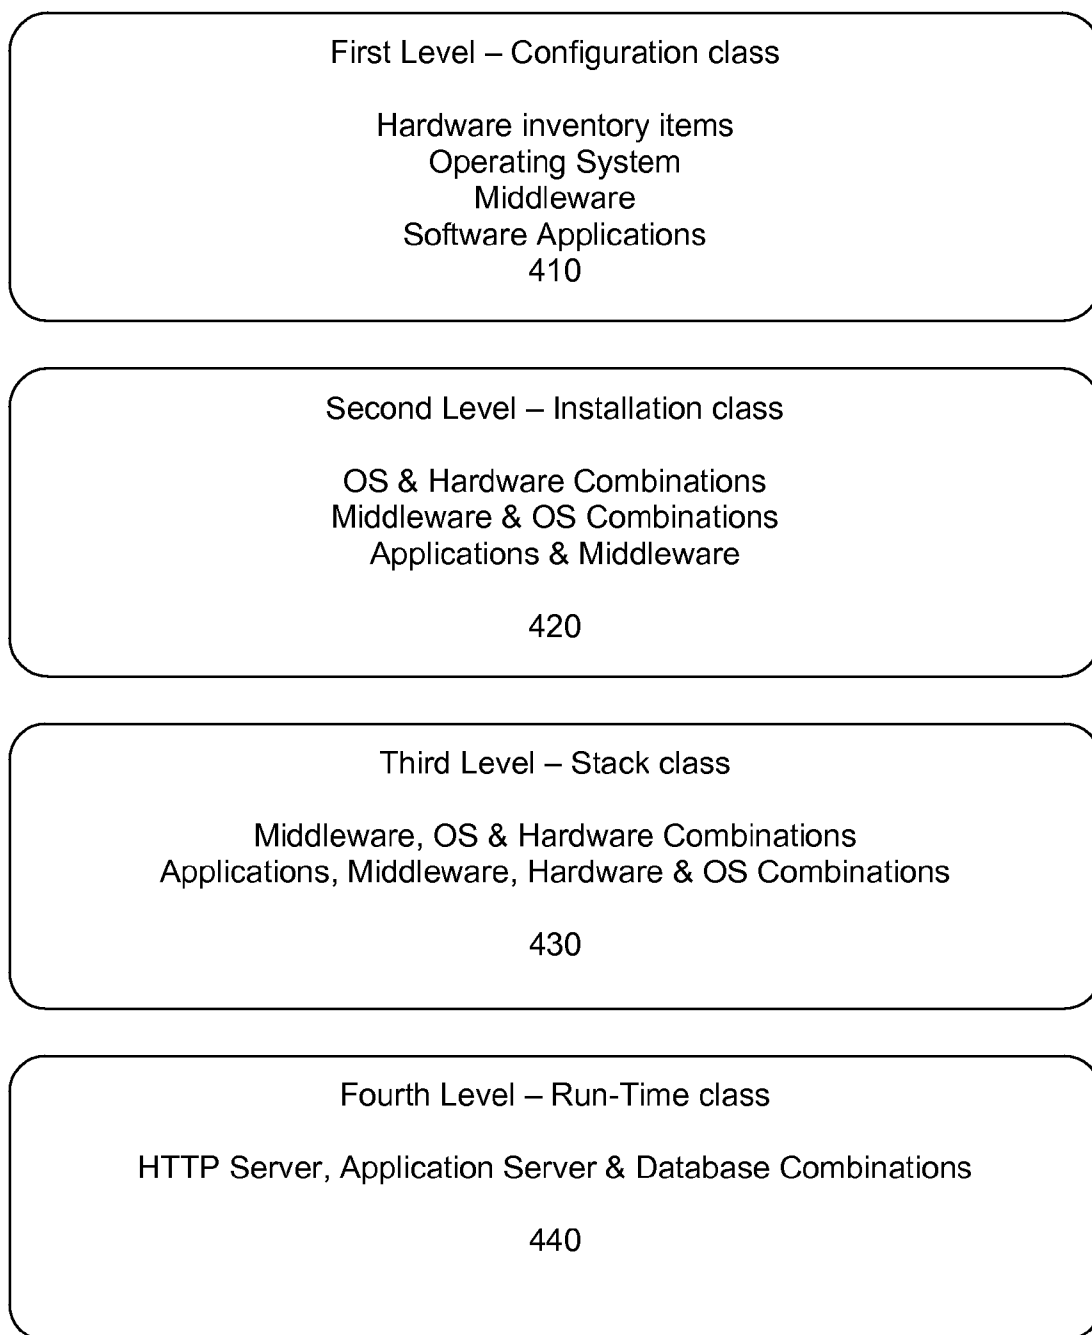 First Level – Configuration class
Hardware inventory items
Operating System
Middleware
Software Applications
410
Second Level – Installation class
OS & Hardware Combinations
Middleware & OS Combinations
Applications & Middleware
420
Third Level – Stack class
Middleware, OS & Hardware Combinations
Applications, Middleware, Hardware & OS Combinations
430
Fourth Level – Run-Time class
HTTP Server, Application Server & Database Combinations
440